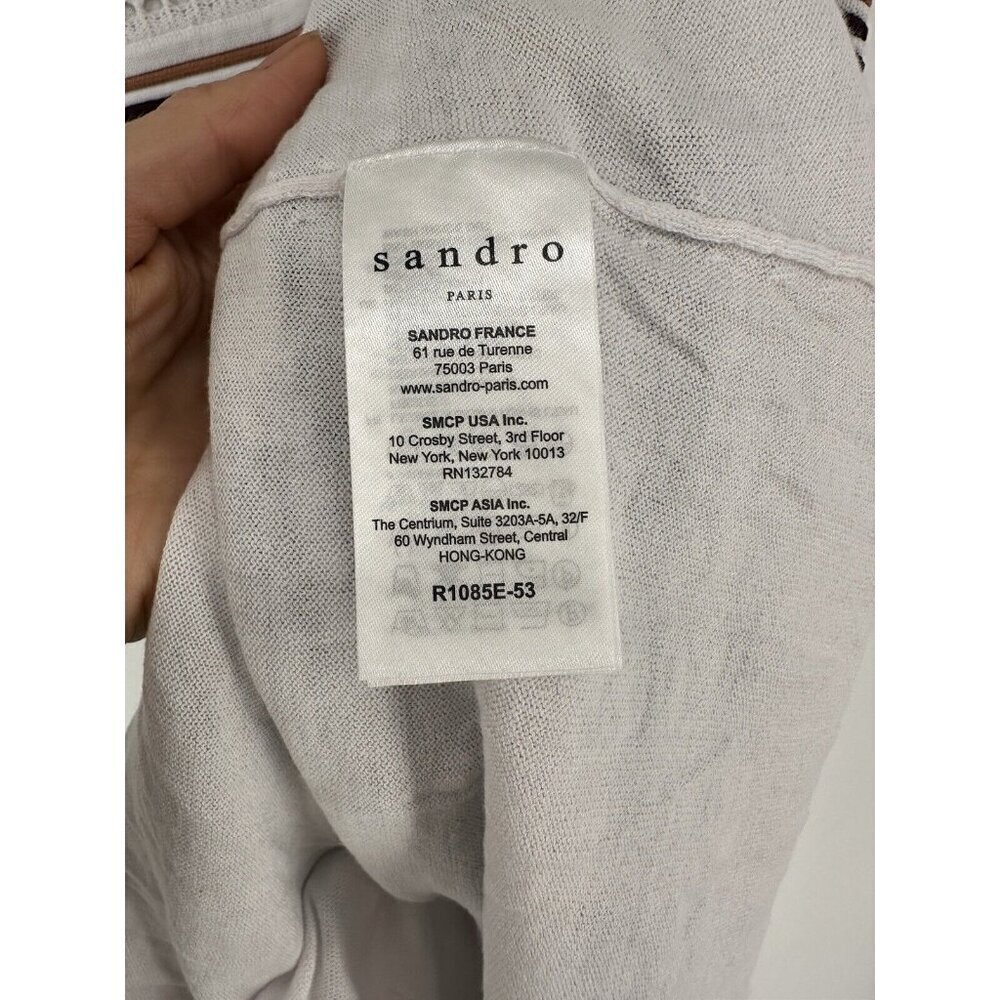 sandro
PARIS
SANDRO FRANCE
61 rue de Turenne
75003 Paris
www.sandro-paris.com
SMCP USA Inc.
10 Crosby Street, 3rd Floor
New York, New York 10013
RN132784
SMCP ASIA Inc.
The Centrium, Suite 3203A-5A, 32/F
60 Wyndham Street, Central
HONG-KONG
R1085E-53